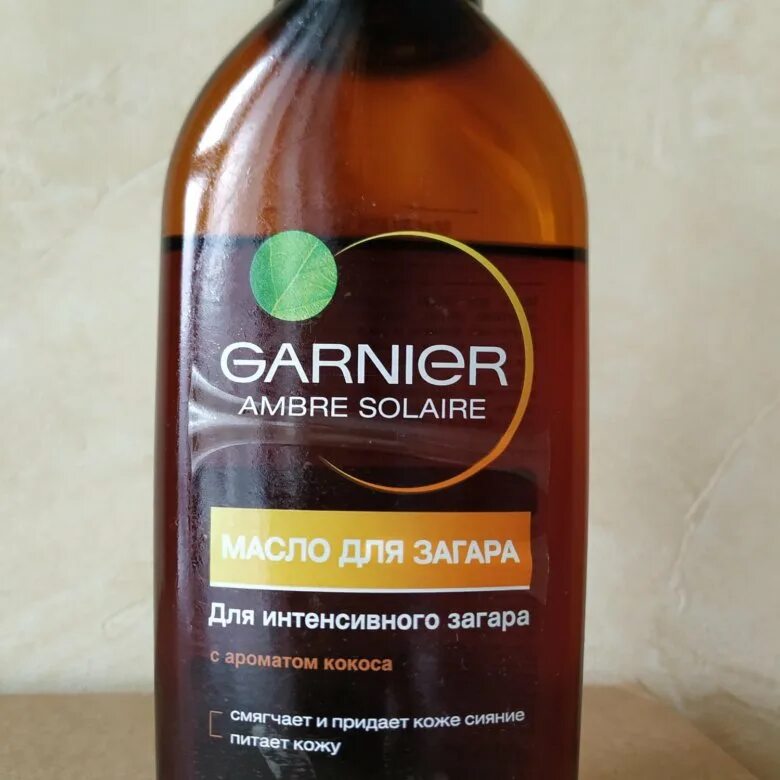 GARNIER
AMBRE SOLAIRE
МАСЛО ДЛЯ ЗАГАРА
Для интенсивного загара
с ароматом кокоса
смягчает и придает коже сияние
питает кожу